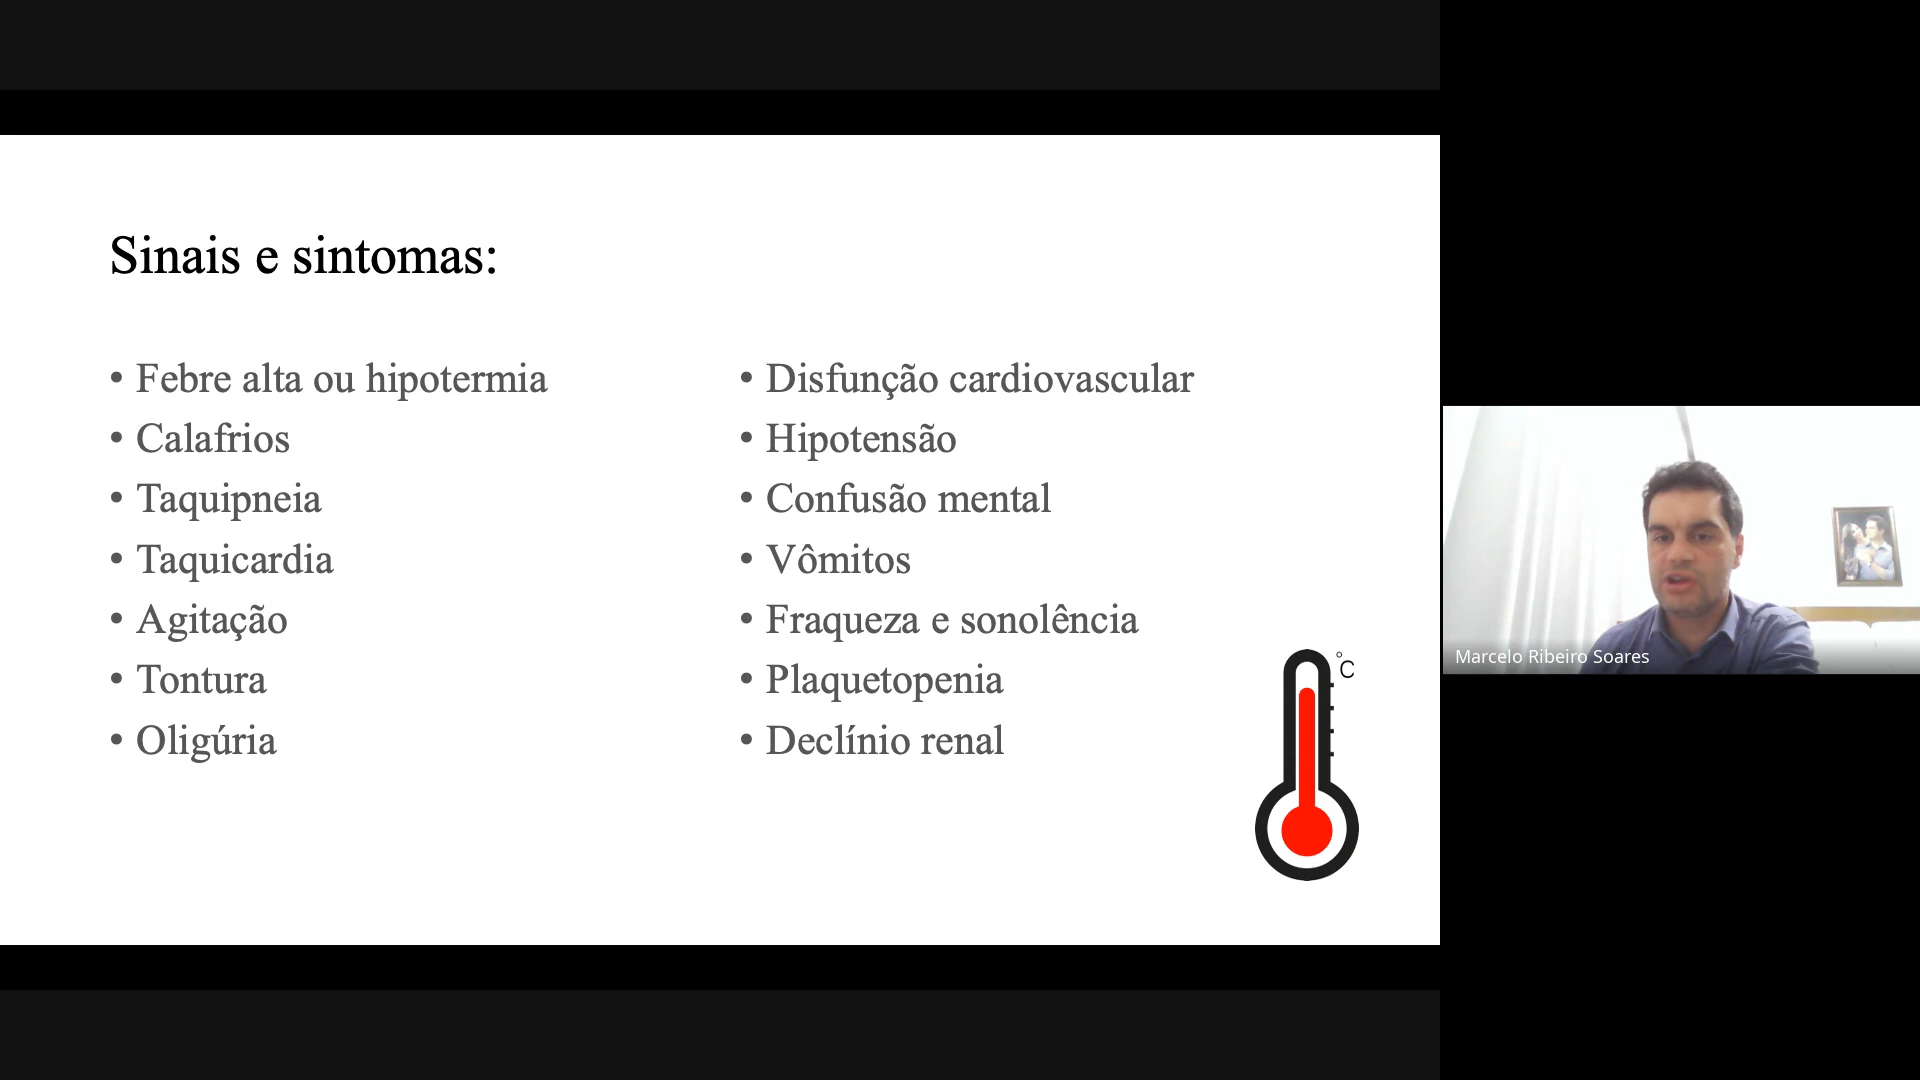 Sinais e sintomas:
• Febre alta ou hipotermia
• Calafrios
• Taquipneia
• Taquicardia
• Agitação
• Tontura
• Oligúria
• Disfunção cardiovascular
• Hipotensão
• Confusão mental
• Vômitos
• Fraqueza e sonolência
• Plaquetopenia
• Declínio renal
°C
Marcelo Ribeiro Soares